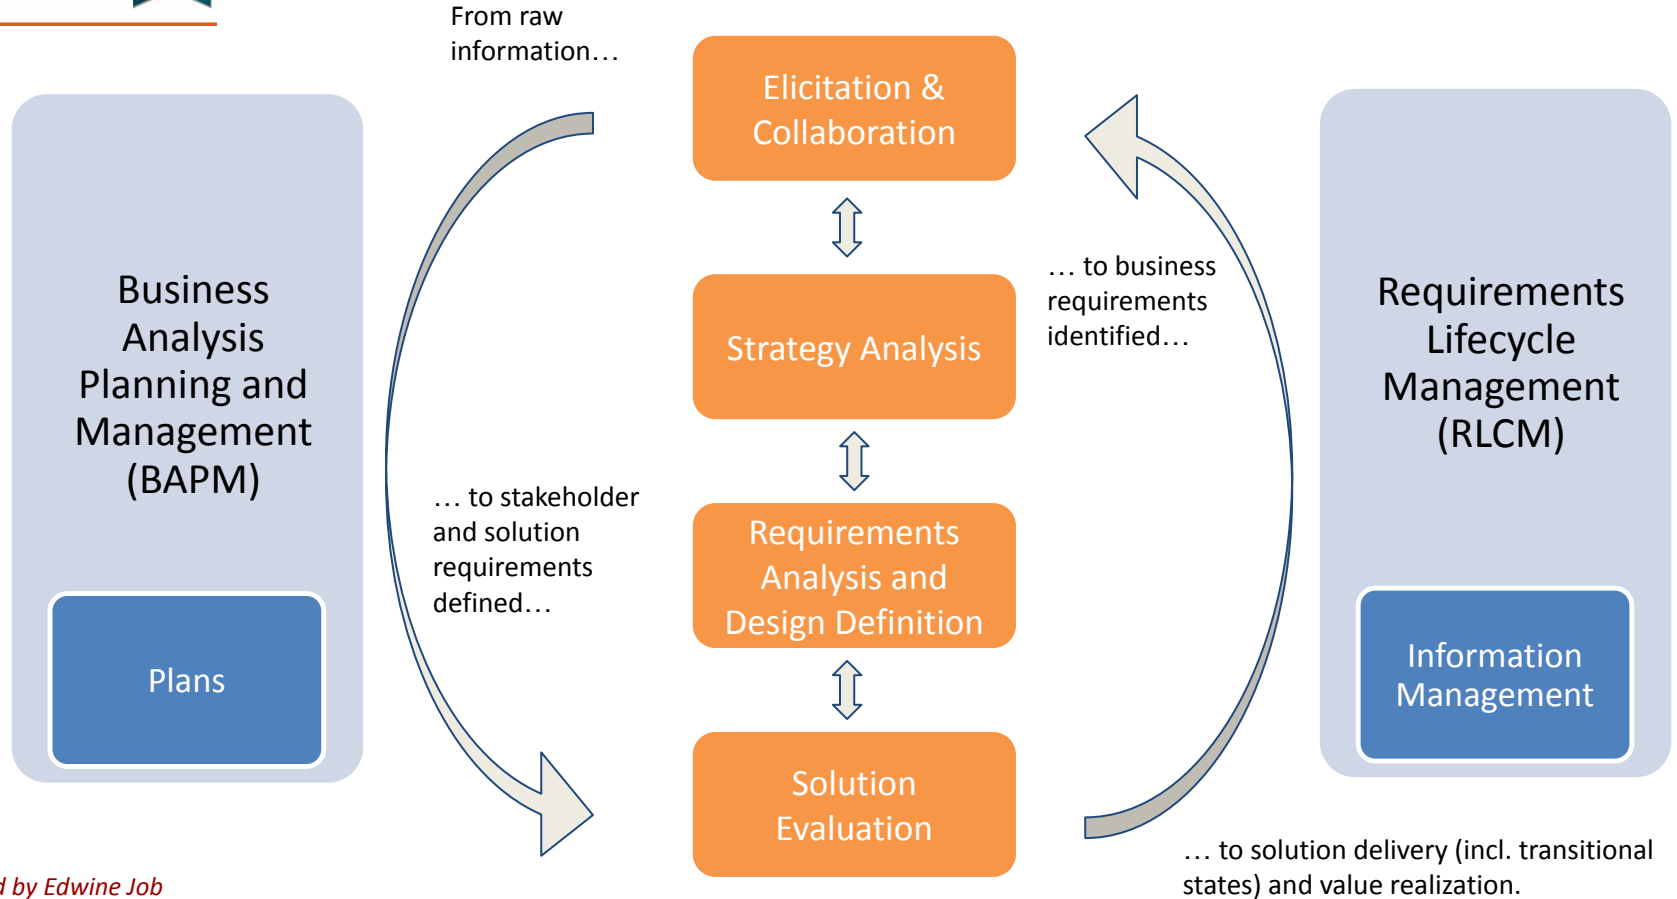 From raw
information…
Elicitation &
Collaboration
Business
Analysis
Planning and
Management
(BAPM)
Plans
… to business
requirements
identified…
Strategy Analysis
Requirements
Lifecycle
Management
(RLCM)
Information
Management
… to stakeholder
and solution
requirements
defined…
Requirements
Analysis and
Design Definition
Solution
Evaluation
… to solution delivery (incl. transitional
states) and value realization.
by Edwine Job